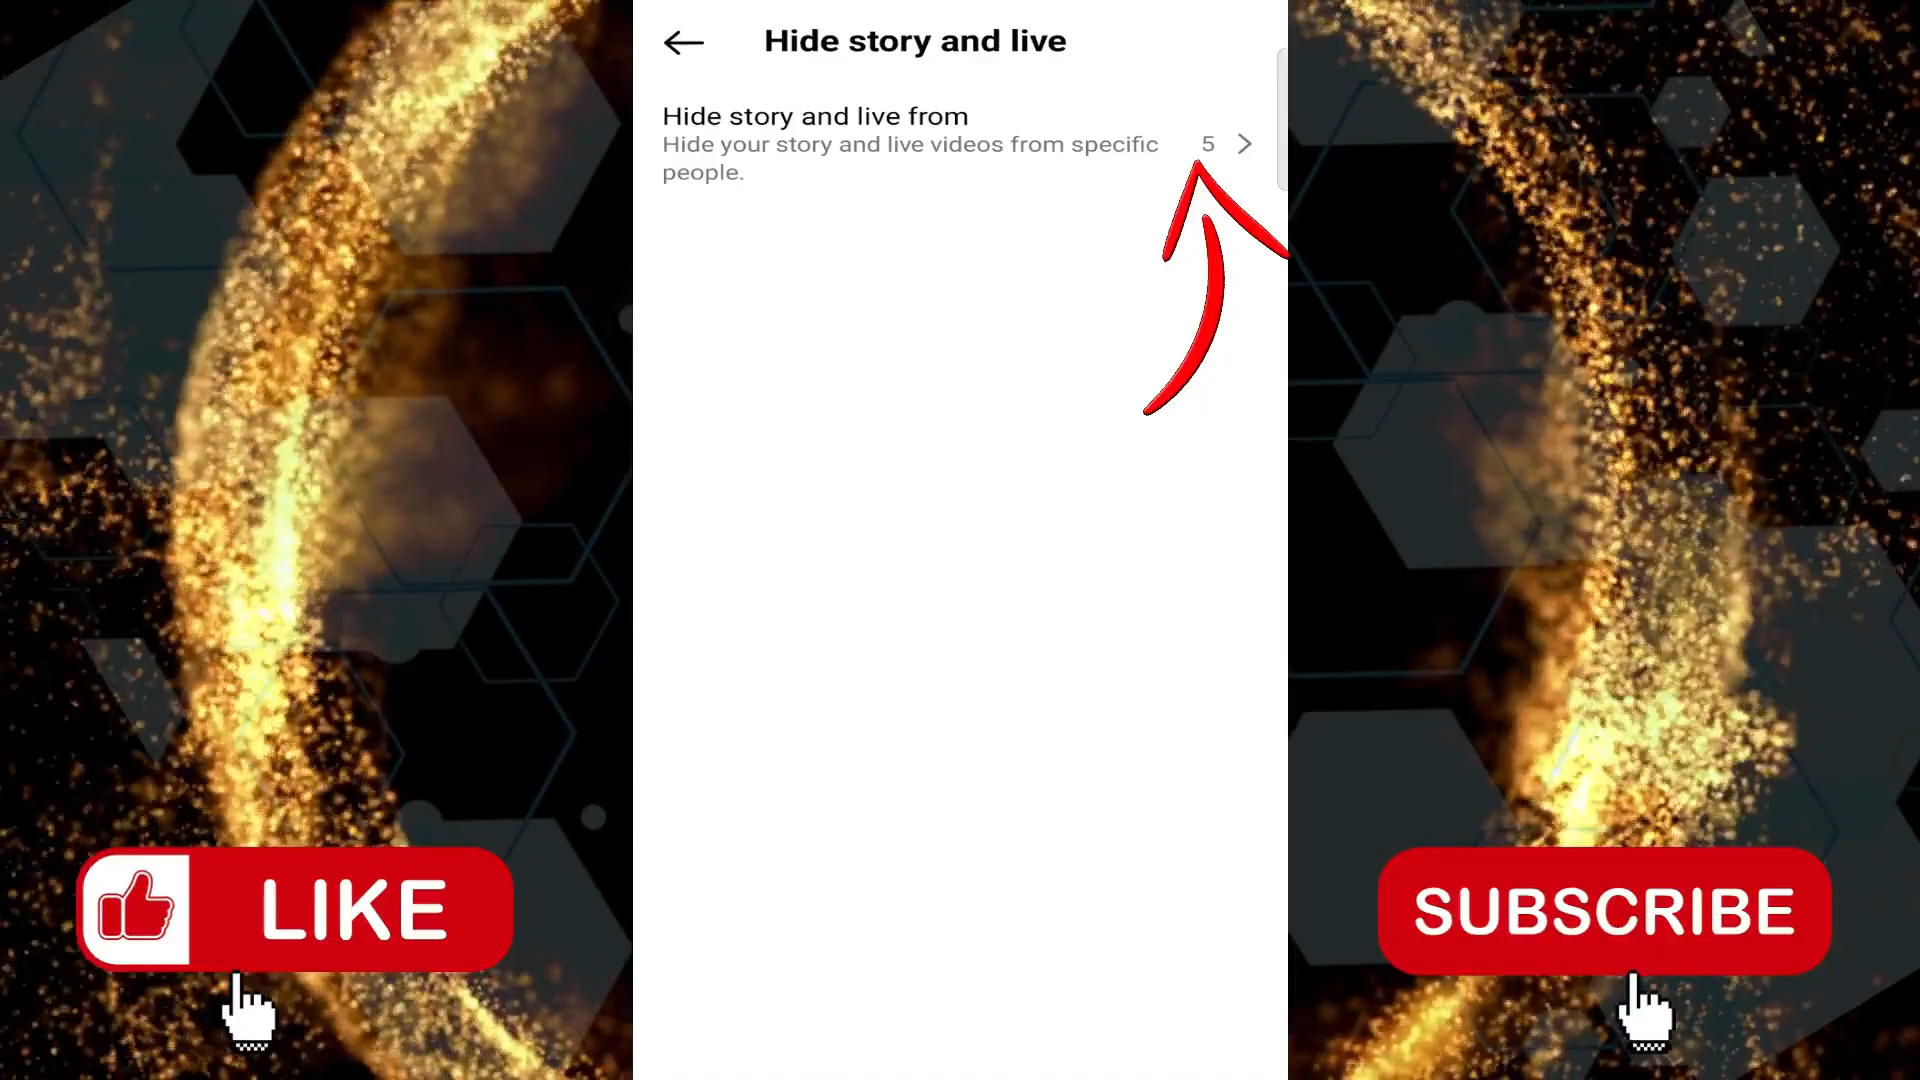 Hide story and live
Hide story and live from
Hide your story and live videos from specific 5
people.
LIKE
SUBSCRIBE